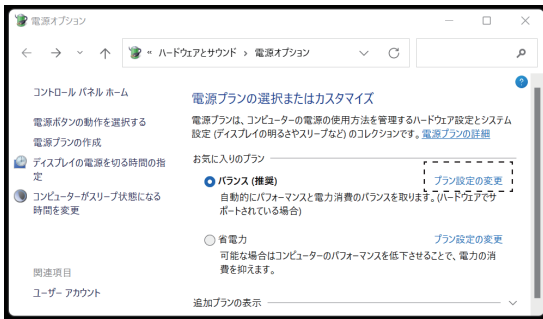 電源オプション
« ハードウェアとサウンド › 電源オプション
コントロール パネル ホーム
電源ボタンの動作を選択する
電源プランの作成
ディスプレイの電源を切る時間の指
定
コンピューターがスリープ状態になる
時間を変更
関連項目
ユーザー アカウント
電源プランの選択またはカスタマイズ
電源プランは、コンピューターの電源の使用方法を管理するハードウェア設定とシステム
設定 (ディスプレイの明るさやスリープなど) のコレクションです。電源プランの詳細
お気に入りのプラン
バランス (推奨) プラン設定の変更
自動的にパフォーマンスと電力消費のバランスを取ります。(ハードウェアでサ
ポートされている場合)
省電力 プラン設定の変更
可能な場合はコンピューターのパフォーマンスを低下させることで、電力の消
費を抑えます。
追加プランの表示